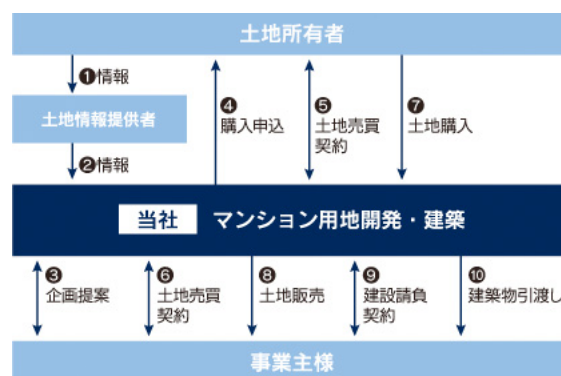 土地所有者
❶情報
土地情報提供者
❷情報
❹
購入申込
❺
土地売買
契約
❼
土地購入
当社 マンション用地開発・建築
❸
企画提案
❻
土地売買
契約
❽
土地販売
❾
建設請負
契約
❿
建築物引渡し
事業主様